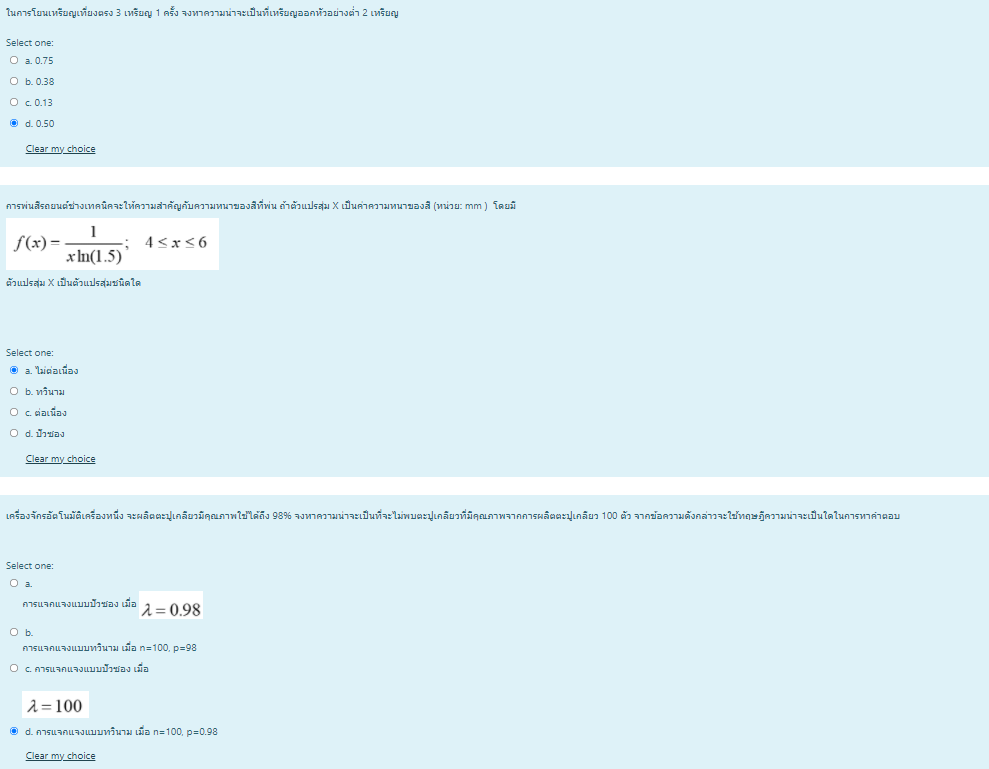 ในการโยนเหรียญเที่ยงตรง 3 เหรียญ 1 ครั้ง จงหาความน่าจะเป็นที่เหรียญออกหัวอย่างต่ำ 2 เหรียญ
Select one:
a. 0.75
b. 0.38
c. 0.13
d. 0.50
Clear my choice
การพ่นสีรถยนต์ช่างเทคนิคจะให้ความสำคัญกับความหนาของสีที่พ่น ถ้าตัวแปรสุ่ม X เป็นค่าความหนาของสี (หน่วย: mm ) โดยมี
f(x) = 1 / (x ln(1.5)) ; 4 ≤ x ≤ 6
ตัวแปรสุ่ม X เป็นตัวแปรสุ่มชนิดใด
Select one:
a. ไม่ต่อเนื่อง
b. ทวินาม
c. ต่อเนื่อง
d. ปัวซอง
Clear my choice
เครื่องจักรอัตโนมัติเครื่องหนึ่ง จะผลิตตะปูเกลียวมีคุณภาพใช้ได้ถึง 98% จงหาความน่าจะเป็นที่จะไม่พบตะปูเกลียวที่มีคุณภาพจากการผลิตตะปูเกลียว 100 ตัว จากข้อความดังกล่าวจะใช้ทฤษฎีความน่าจะเป็นใดในการหาคำตอบ
Select one:
a.
การแจกแจงแบบปัวซอง เมื่อ λ = 0.98
b.
การแจกแจงแบบทวินาม เมื่อ n=100, p=98
c. การแจกแจงแบบปัวซอง เมื่อ
λ = 100
d. การแจกแจงแบบทวินาม เมื่อ n=100, p=0.98
Clear my choice